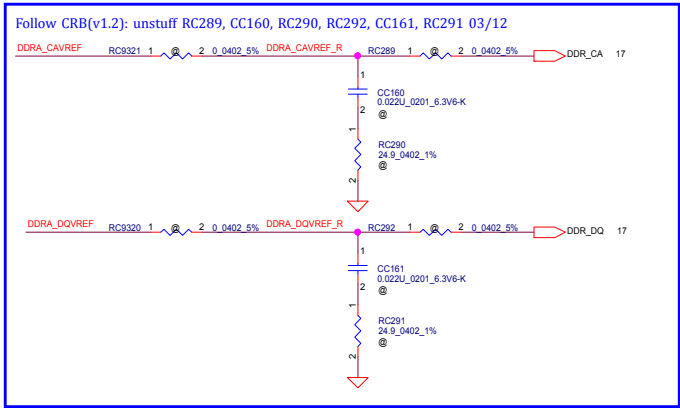 Follow CRB(v1.2): unstuff RC289, CC160, RC290, RC292, CC161, RC291 03/12
DDRA_CAVREF RC9321 1 @ 2 0_0402_5% DDRA_CAVREF_R RC289 1 @ 2 0_0402_5% DDR_CA 17
1
CC160
0.022U_0201_6.3V6-K
2
@
1
RC290
24.9_0402_1%
@
2
DDRA_DQVREF RC9320 1 @ 2 0_0402_5% DDRA_DQVREF_R RC292 1 @ 2 0_0402_5% DDR_DQ 17
1
CC161
0.022U_0201_6.3V6-K
2
@
1
RC291
24.9_0402_1%
@
2